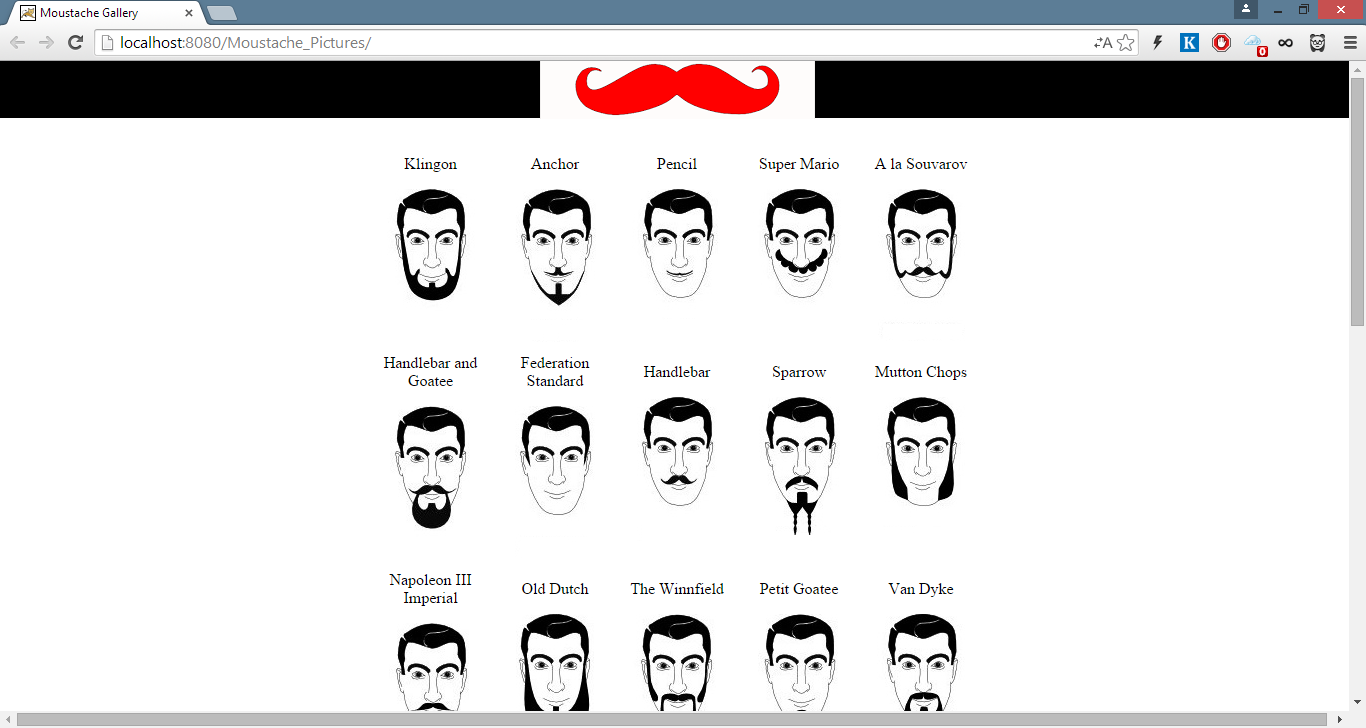 Moustache Gallery
localhost:8080/Moustache_Pictures/
A
K
0
Klingon
Anchor
Pencil
Super Mario
A la Souvarov
Handlebar and
Goatee
Federation
Standard
Handlebar
Sparrow
Mutton Chops
Napoleon III
Imperial
Old Dutch
The Winnfield
Petit Goatee
Van Dyke